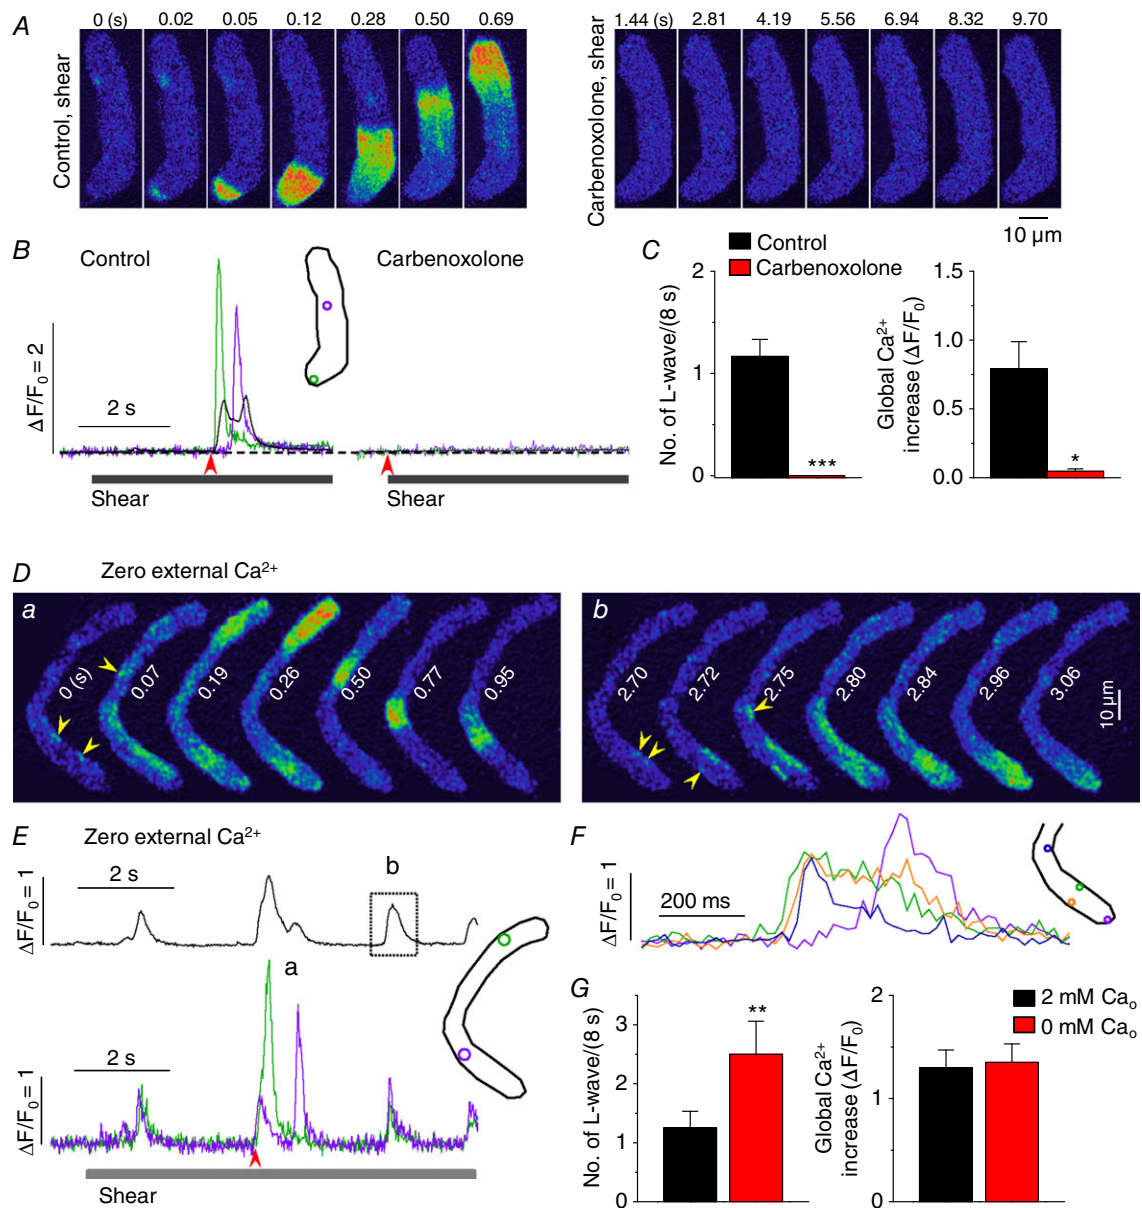 A
0 (s) 0.02 0.05 0.12 0.28 0.50 0.69
Control, shear
1.44 (s) 2.81 4.19 5.56 6.94 8.32 9.70
Carbenoxolone, shear
10 µm
B
Control
Carbenoxolone
ΔF/F0 = 2
2 s
Shear
Shear
C
Control
Carbenoxolone
No. of L-wave/(8 s)
2
1
0
***
Global Ca2+
increase (ΔF/F0)
1.5
1.0
0.5
0.0
*
D
Zero external Ca2+
a
0 (s) 0.07 0.19 0.26 0.50 0.77 0.95
b
2.70 2.72 2.75 2.80 2.84 2.96 3.06
10 µm
E
Zero external Ca2+
ΔF/F0 = 1
2 s
b
a
ΔF/F0 = 1
2 s
Shear
F
ΔF/F0 = 1
200 ms
G
No. of L-wave/(8 s)
3
2
1
0
**
Global Ca2+
increase (ΔF/F0)
2
1
0
2 mM Cao
0 mM Cao